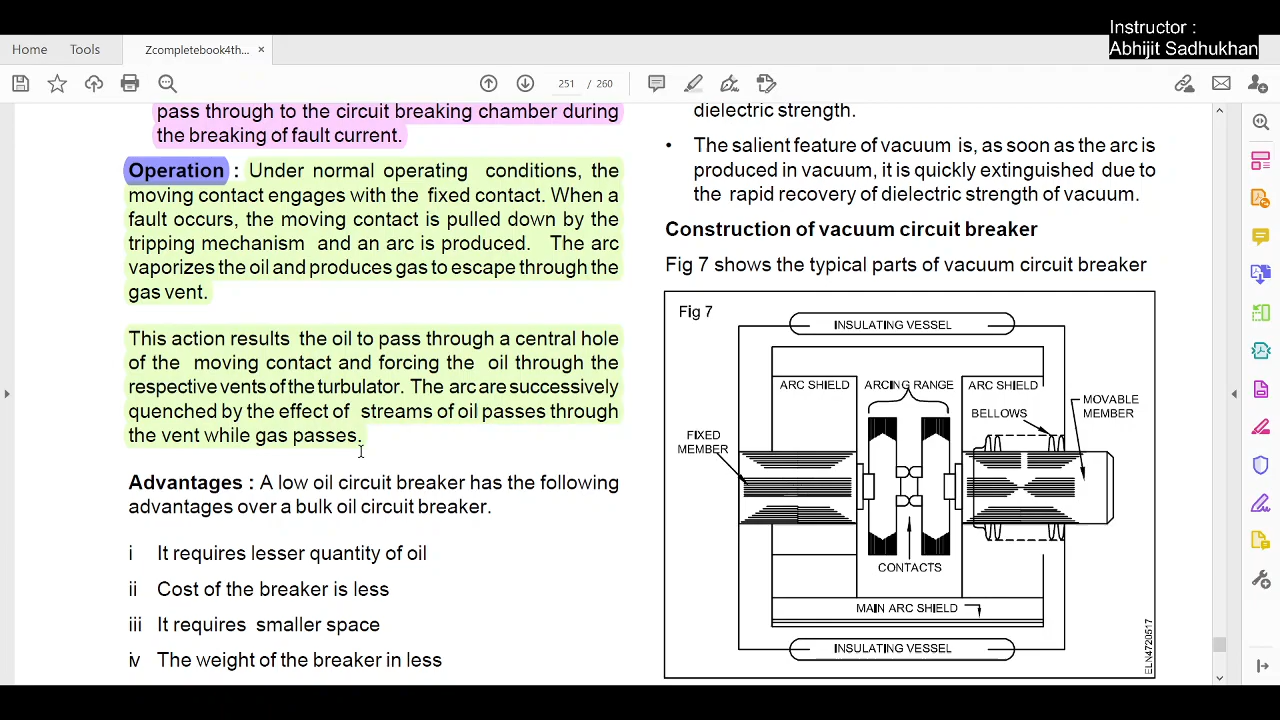 Instructor :
Abhijit Sadhukhan
Home Tools Zcompletebook4th... ×
251 / 260
pass through to the circuit breaking chamber during
the breaking of fault current.
Operation : Under normal operating conditions, the
moving contact engages with the fixed contact. When a
fault occurs, the moving contact is pulled down by the
tripping mechanism and an arc is produced. The arc
vaporizes the oil and produces gas to escape through the
gas vent.
This action results the oil to pass through a central hole
of the moving contact and forcing the oil through the
respective vents of the turbulator. The arc are successively
quenched by the effect of streams of oil passes through
the vent while gas passes.
Advantages : A low oil circuit breaker has the following
advantages over a bulk oil circuit breaker.
i It requires lesser quantity of oil
ii Cost of the breaker is less
iii It requires smaller space
iv The weight of the breaker in less
dielectric strength.
• The salient feature of vacuum is, as soon as the arc is
produced in vacuum, it is quickly extinguished due to
the rapid recovery of dielectric strength of vacuum.
Construction of vacuum circuit breaker
Fig 7 shows the typical parts of vacuum circuit breaker
Fig 7
INSULATING VESSEL
ARC SHIELD ARCING RANGE ARC SHIELD
BELLOWS
MOVABLE
MEMBER
FIXED
MEMBER
CONTACTS
MAIN ARC SHIELD
INSULATING VESSEL
ELN4720517